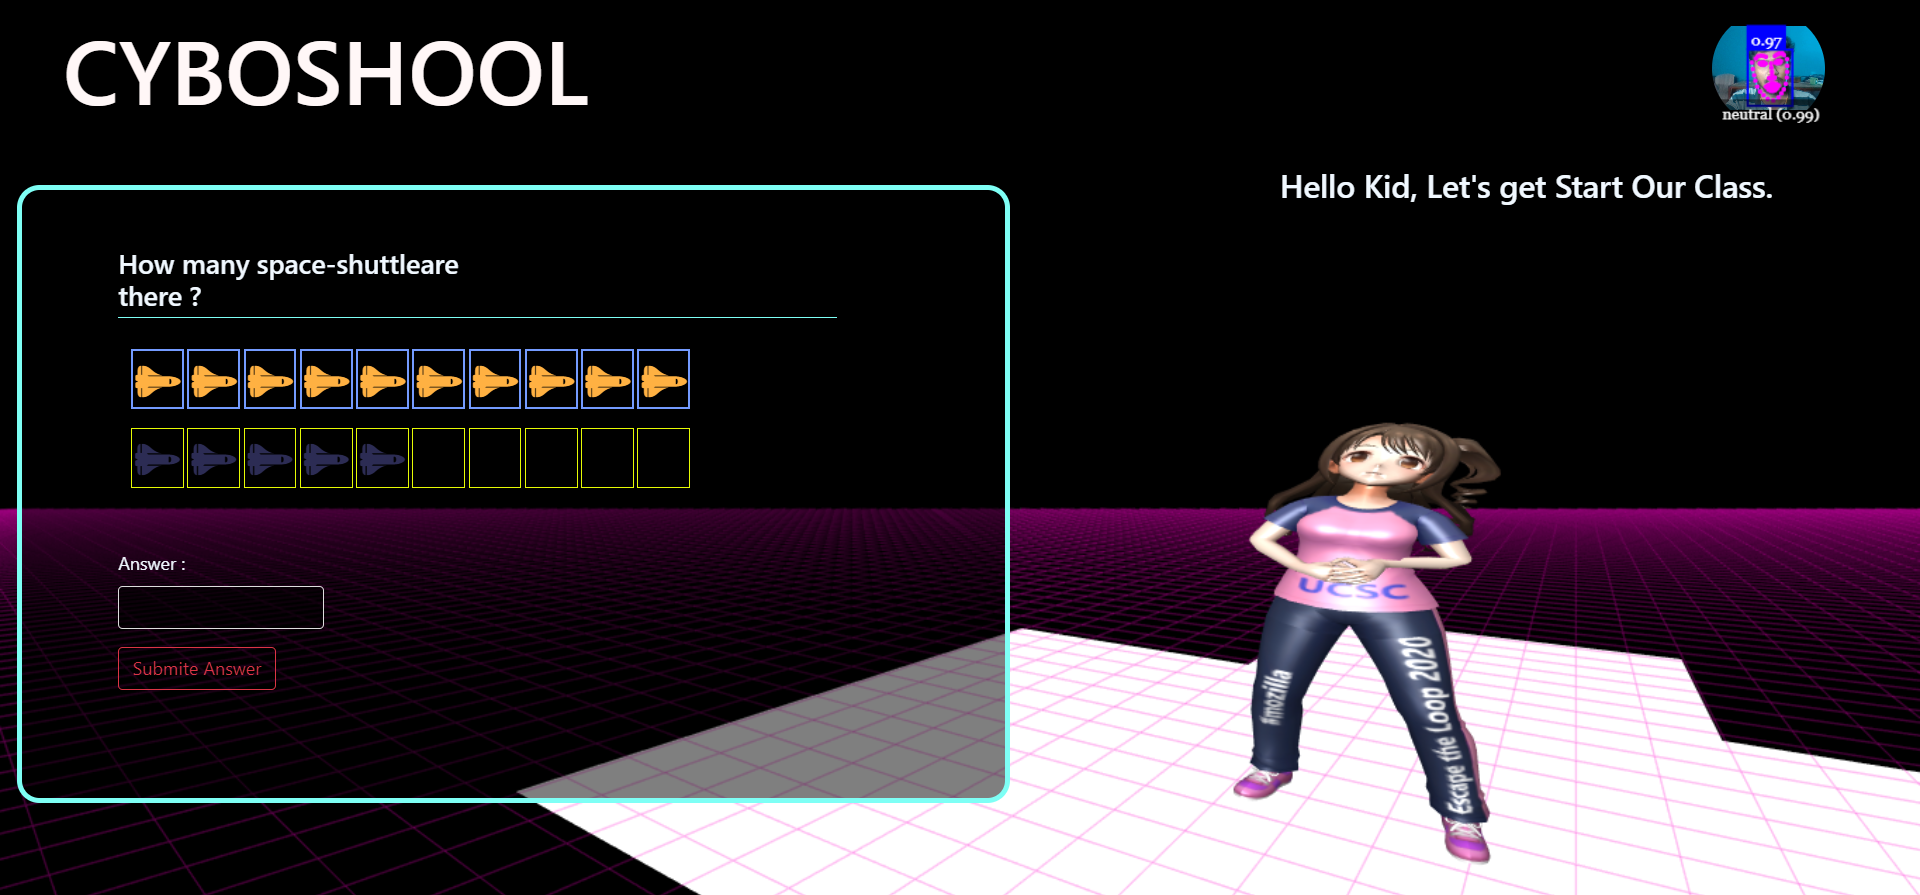 CYBOSHOOL
0.97
neutral (0.99)
Hello Kid, Let's get Start Our Class.
How many space-shuttleare
there ?
Answer :
Submite Answer
UCSC
#mozilla
Escape the Loop 2020